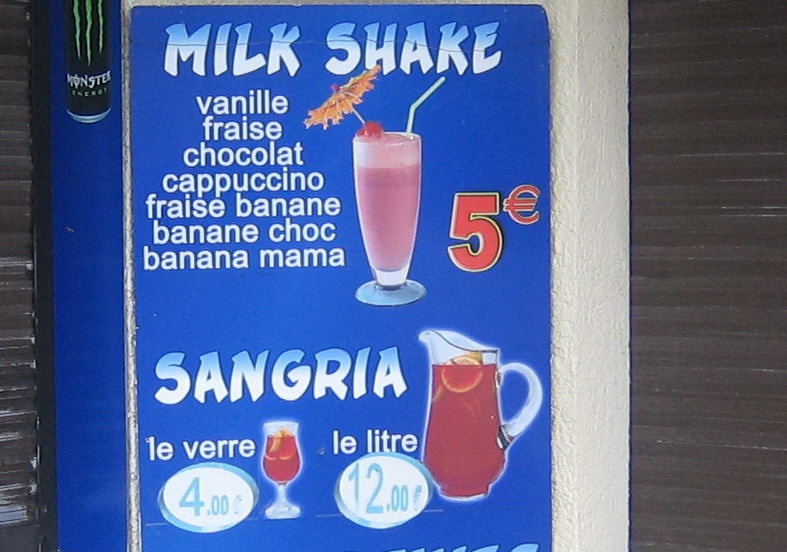 MONSTER
ENERGY
MILK SHAKE
vanille
fraise
chocolat
cappuccino
fraise banane
banane choc
banana mama
5€
SANGRIA
le verre
4,00€
le litre
12,00€